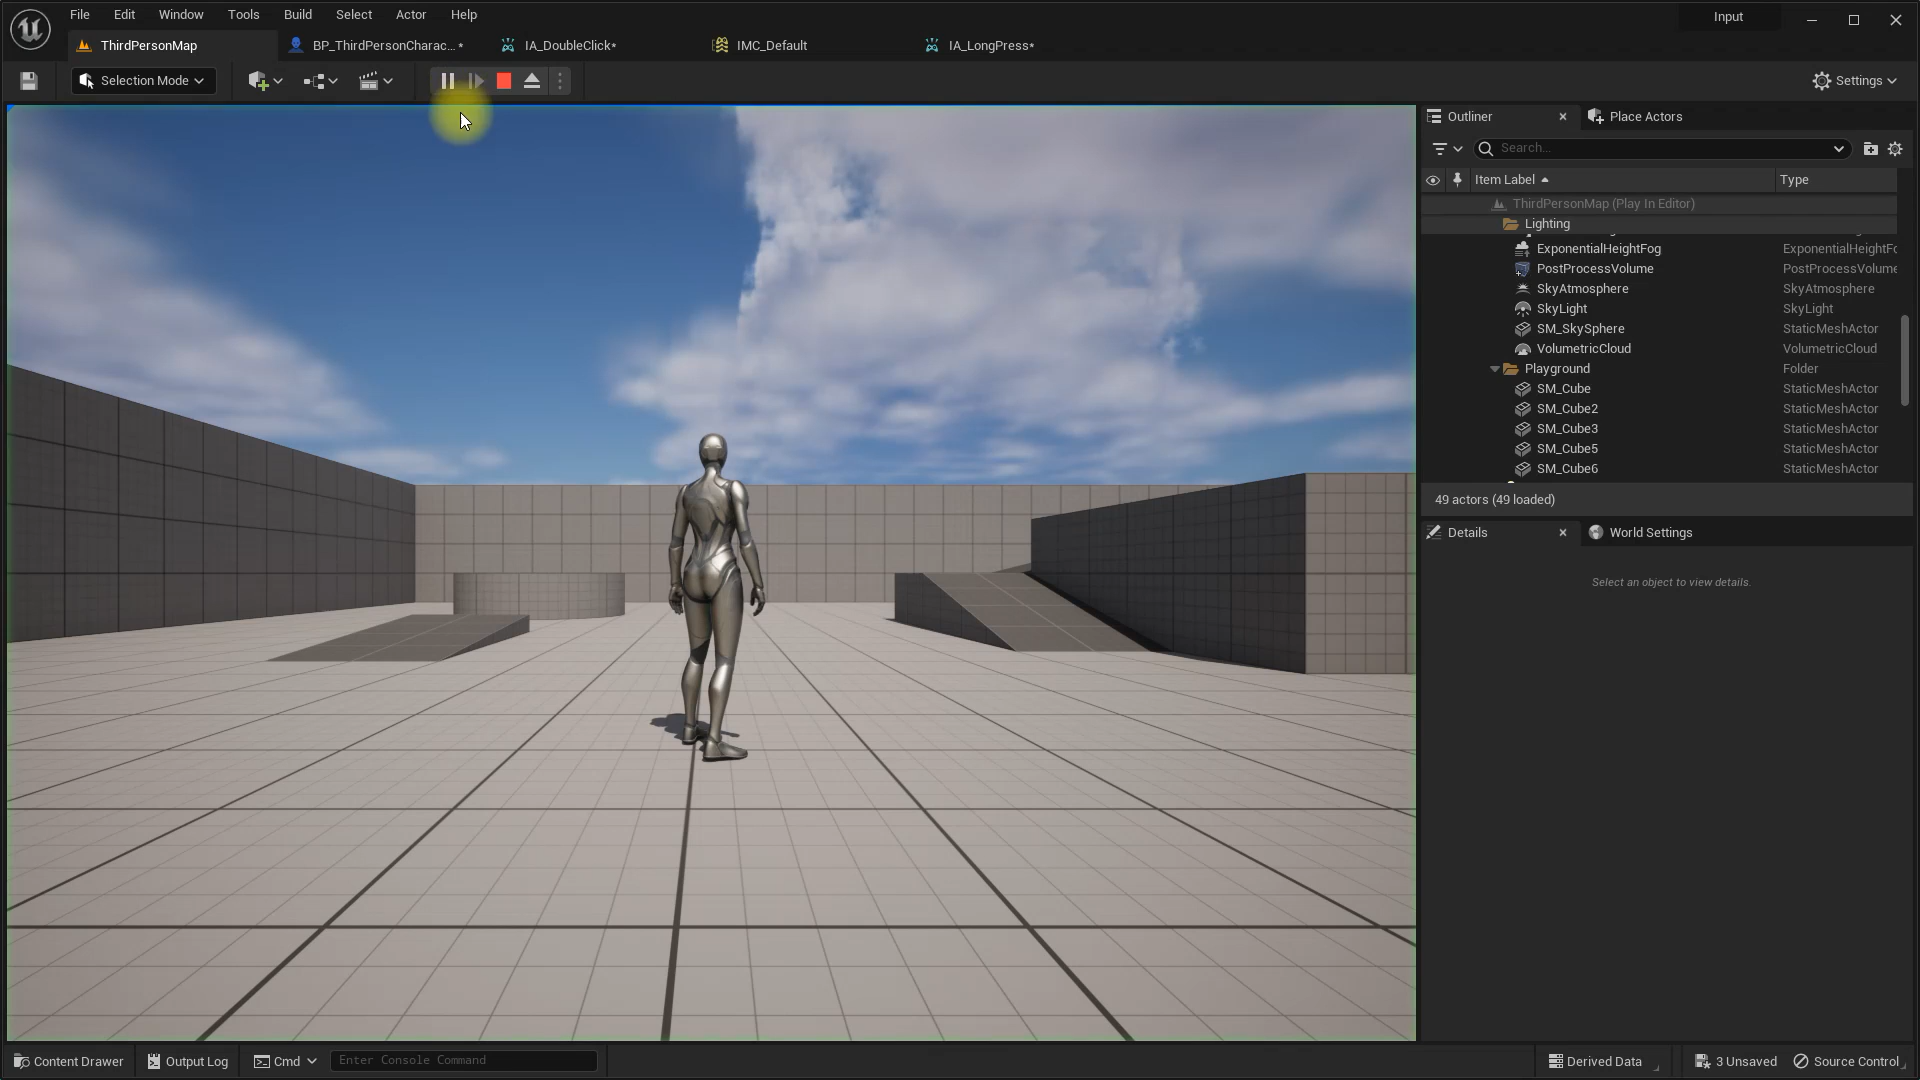 File Edit Window Tools Build Select Actor Help
Input
ThirdPersonMap
BP_ThirdPersonCharac... *
IA_DoubleClick*
IMC_Default
IA_LongPress*
Selection Mode
Settings
Outliner
Place Actors
Search...
Item Label
Type
ThirdPersonMap (Play In Editor)
Lighting
ExponentialHeightFog ExponentialHeightFo
PostProcessVolume PostProcessVolume
SkyAtmosphere SkyAtmosphere
SkyLight SkyLight
SM_SkySphere StaticMeshActor
VolumetricCloud VolumetricCloud
Playground Folder
SM_Cube StaticMeshActor
SM_Cube2 StaticMeshActor
SM_Cube3 StaticMeshActor
SM_Cube5 StaticMeshActor
SM_Cube6 StaticMeshActor
49 actors (49 loaded)
Details
World Settings
Select an object to view details.
Content Drawer
Output Log
Cmd
Enter Console Command
Derived Data
3 Unsaved
Source Control